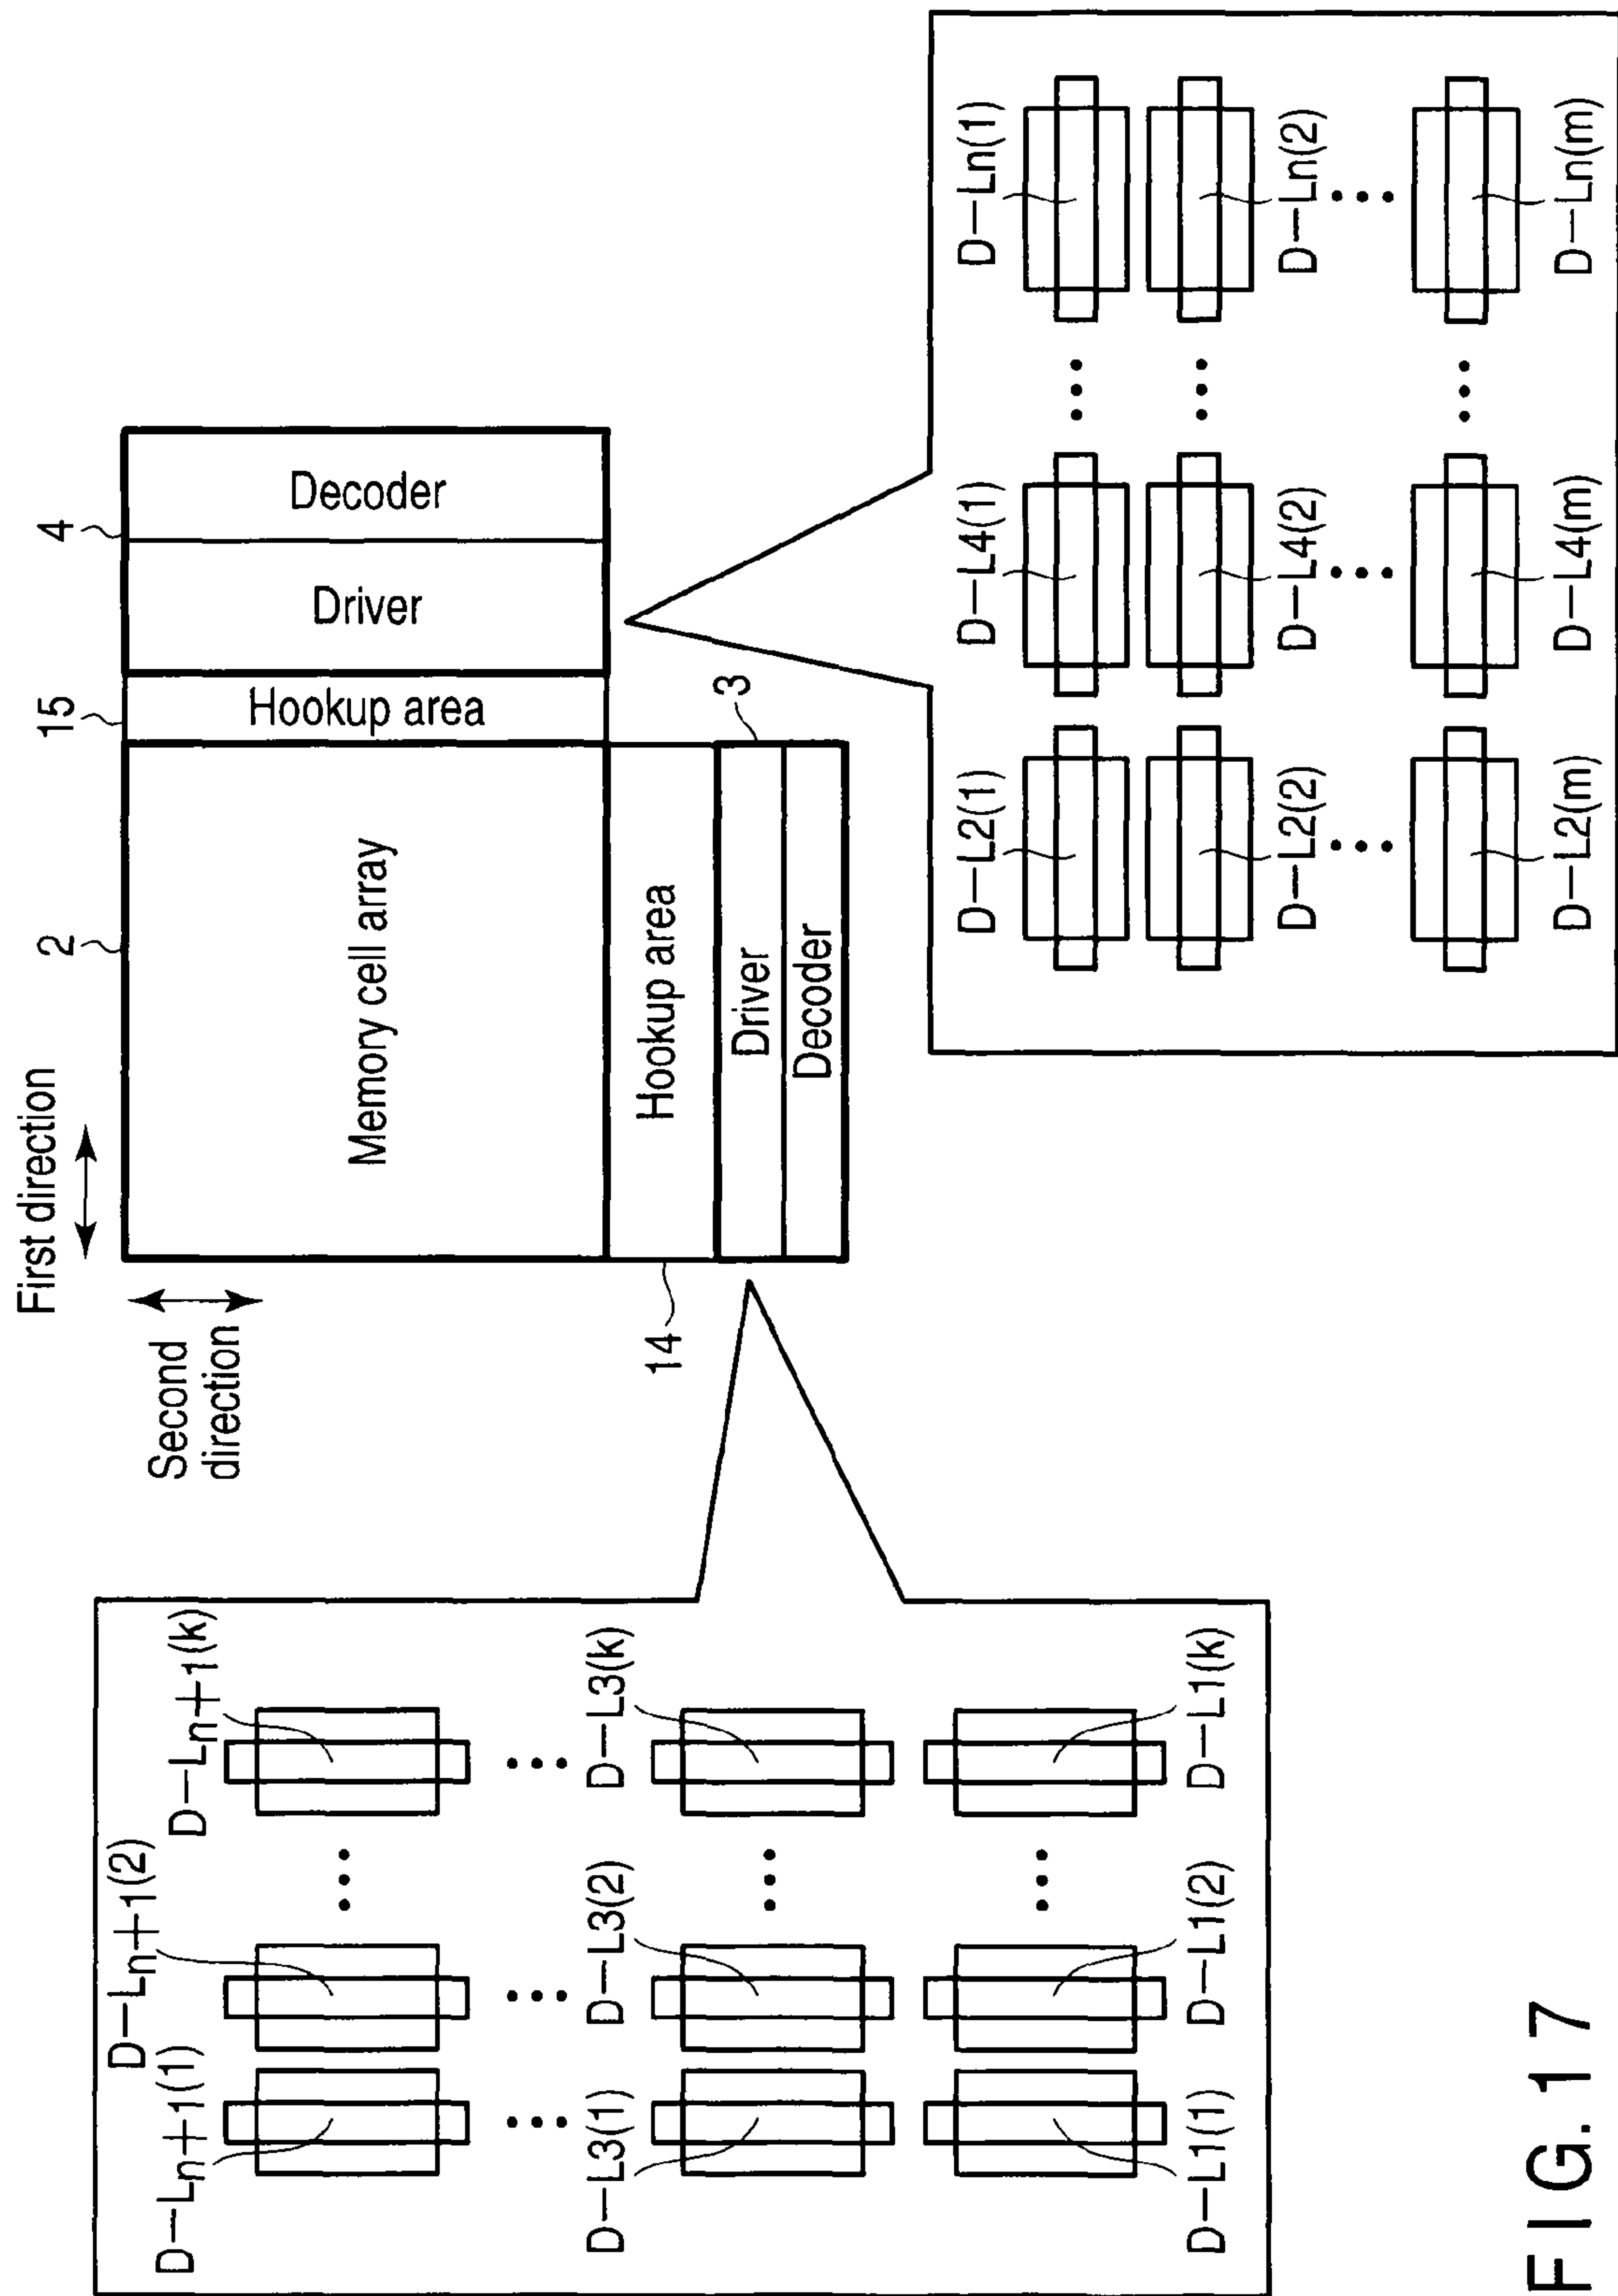 First direction
Second
direction
2
15
4
Memory cell array
Hookup area
Driver
Decoder
14
Hookup area
3
Driver
Decoder
D—Ln+1(1)
D—Ln+1(2)
D—Ln+1(k)
D—L3(1)
D—L3(2)
D—L3(k)
D—L1(1)
D—L1(2)
D—L1(k)
D—L2(1)
D—L4(1)
D—Ln(1)
D—L2(2)
D—L4(2)
D—Ln(2)
D—L2(m)
D—L4(m)
D—Ln(m)
FIG. 17